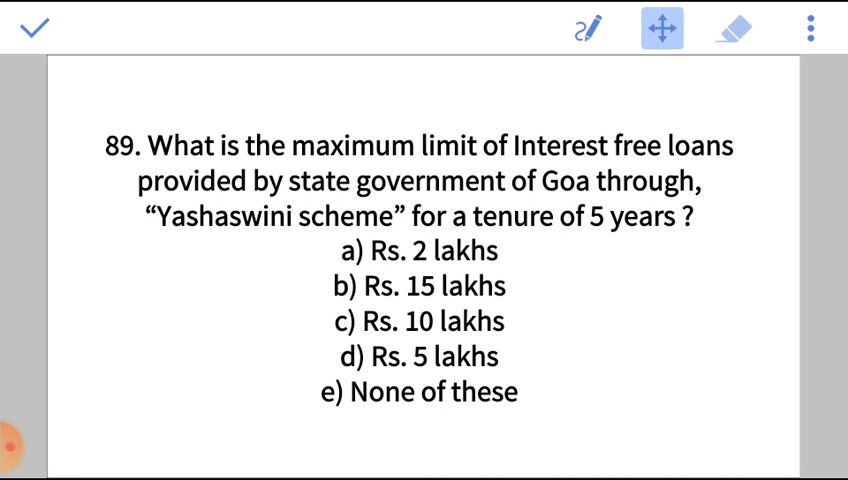 89. What is the maximum limit of Interest free loans
provided by state government of Goa through,
“Yashaswini scheme” for a tenure of 5 years ?
a) Rs. 2 lakhs
b) Rs. 15 lakhs
c) Rs. 10 lakhs
d) Rs. 5 lakhs
e) None of these